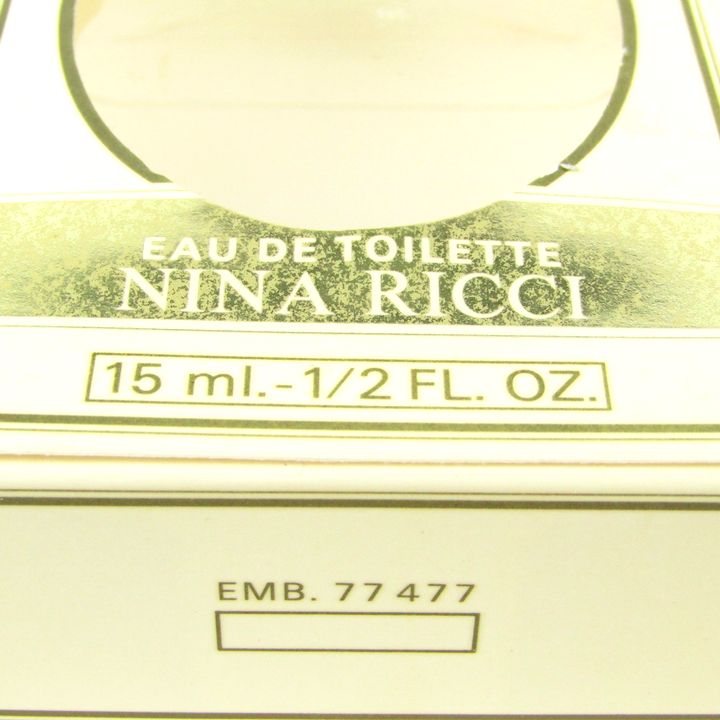 EAU DE TOILETTE
NINA RICCI
15 ml.-1/2 FL. OZ.
EMB. 77 477